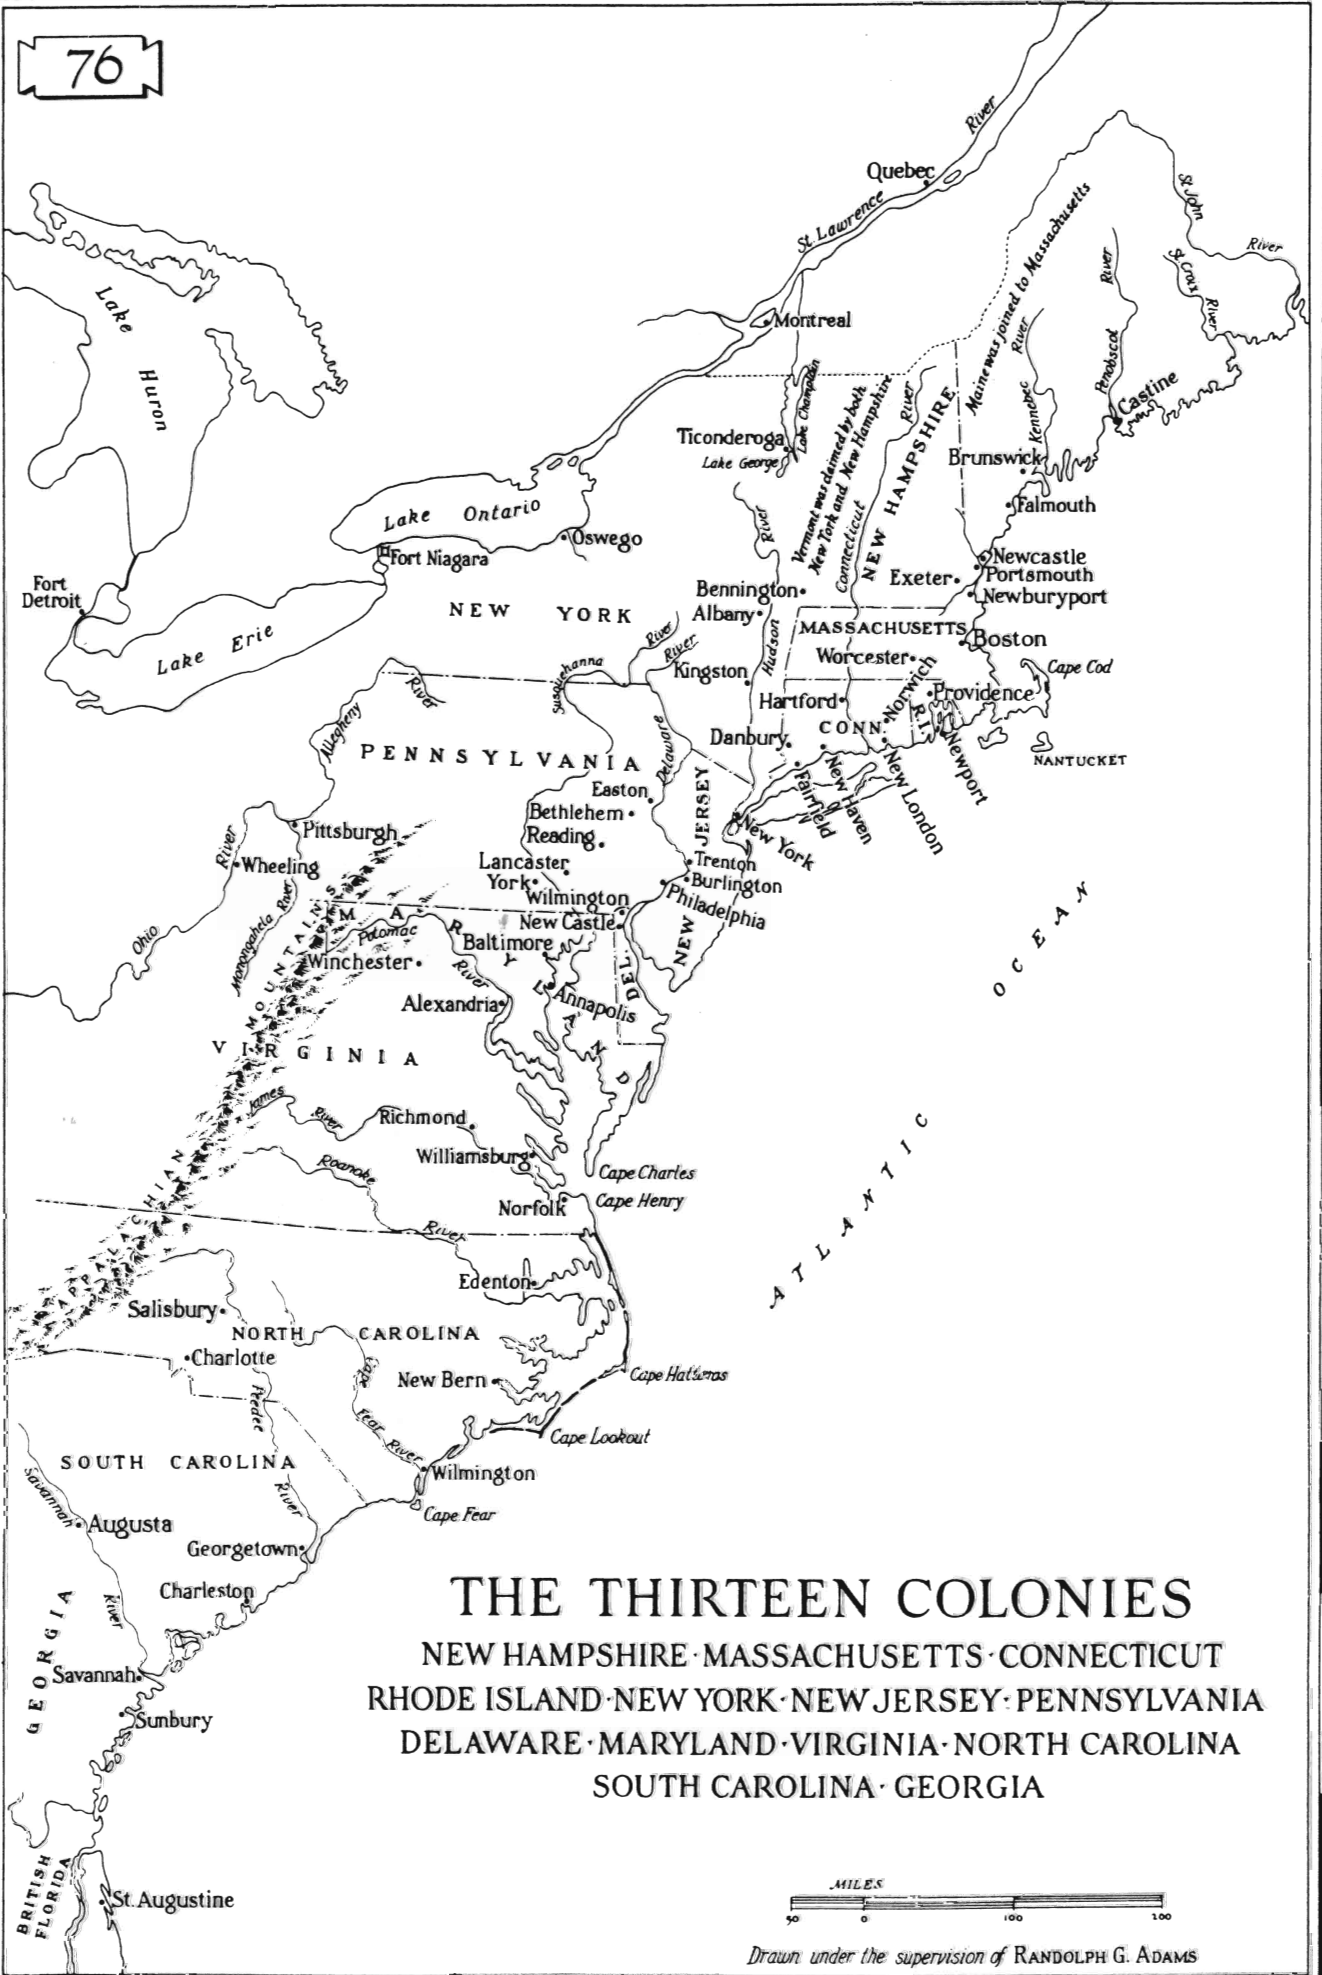 76
River
Quebec
St. Lawrence
St. John
River
St. Croix
River
Maine was joined to Massachusetts
River
Penobscot
River
Kennebec
Castine
Lake
Huron
Montreal
Lake Champlain
Ticonderoga
Lake George
Vermont was claimed by both
New York and New Hampshire
River
Connecticut
NEW HAMPSHIRE
Brunswick
Falmouth
Lake Ontario
Oswego
Fort Niagara
River
Fort
Detroit
Newcastle
Portsmouth
Exeter
Newburyport
Bennington
Albany
NEW YORK
MASSACHUSETTS
Boston
Lake Erie
Hudson
Worcester
Cape Cod
River
River
Susquehanna
Kingston
Norwich
Providence
Hartford
River
Allegheny
Delaware
CONN.
R.I.
Danbury
Newport
NANTUCKET
PENNSYLVANIA
Fairfield
New Haven
New London
Easton
Bethlehem
Reading
NEW JERSEY
New York
River
Pittsburgh
Wheeling
Lancaster
York
Trenton
Burlington
Philadelphia
Wilmington
New Castle
Monongahela River
Ohio
APPALACHIAN MOUNTAINS
MARYLAND
Potomac
River
Baltimore
Winchester
DEL.
Annapolis
Alexandria
OCEAN
VIRGINIA
James
River
Richmond
Williamsburg
Roanoke
River
Cape Charles
Norfolk
Cape Henry
ATLANTIC
Edenton
Salisbury
NORTH CAROLINA
Charlotte
New Bern
Cape Hatteras
Cape
Fear River
Peedee
River
Cape Lookout
SOUTH CAROLINA
Wilmington
Cape Fear
Savannah
River
Augusta
Georgetown
Charleston
GEORGIA
Savannah
Sunbury
BRITISH
FLORIDA
St. Augustine
THE THIRTEEN COLONIES
NEW HAMPSHIRE · MASSACHUSETTS · CONNECTICUT
RHODE ISLAND · NEW YORK · NEW JERSEY · PENNSYLVANIA
DELAWARE · MARYLAND · VIRGINIA · NORTH CAROLINA
SOUTH CAROLINA · GEORGIA
MILES
50 0 100 200
Drawn under the supervision of RANDOLPH G. ADAMS